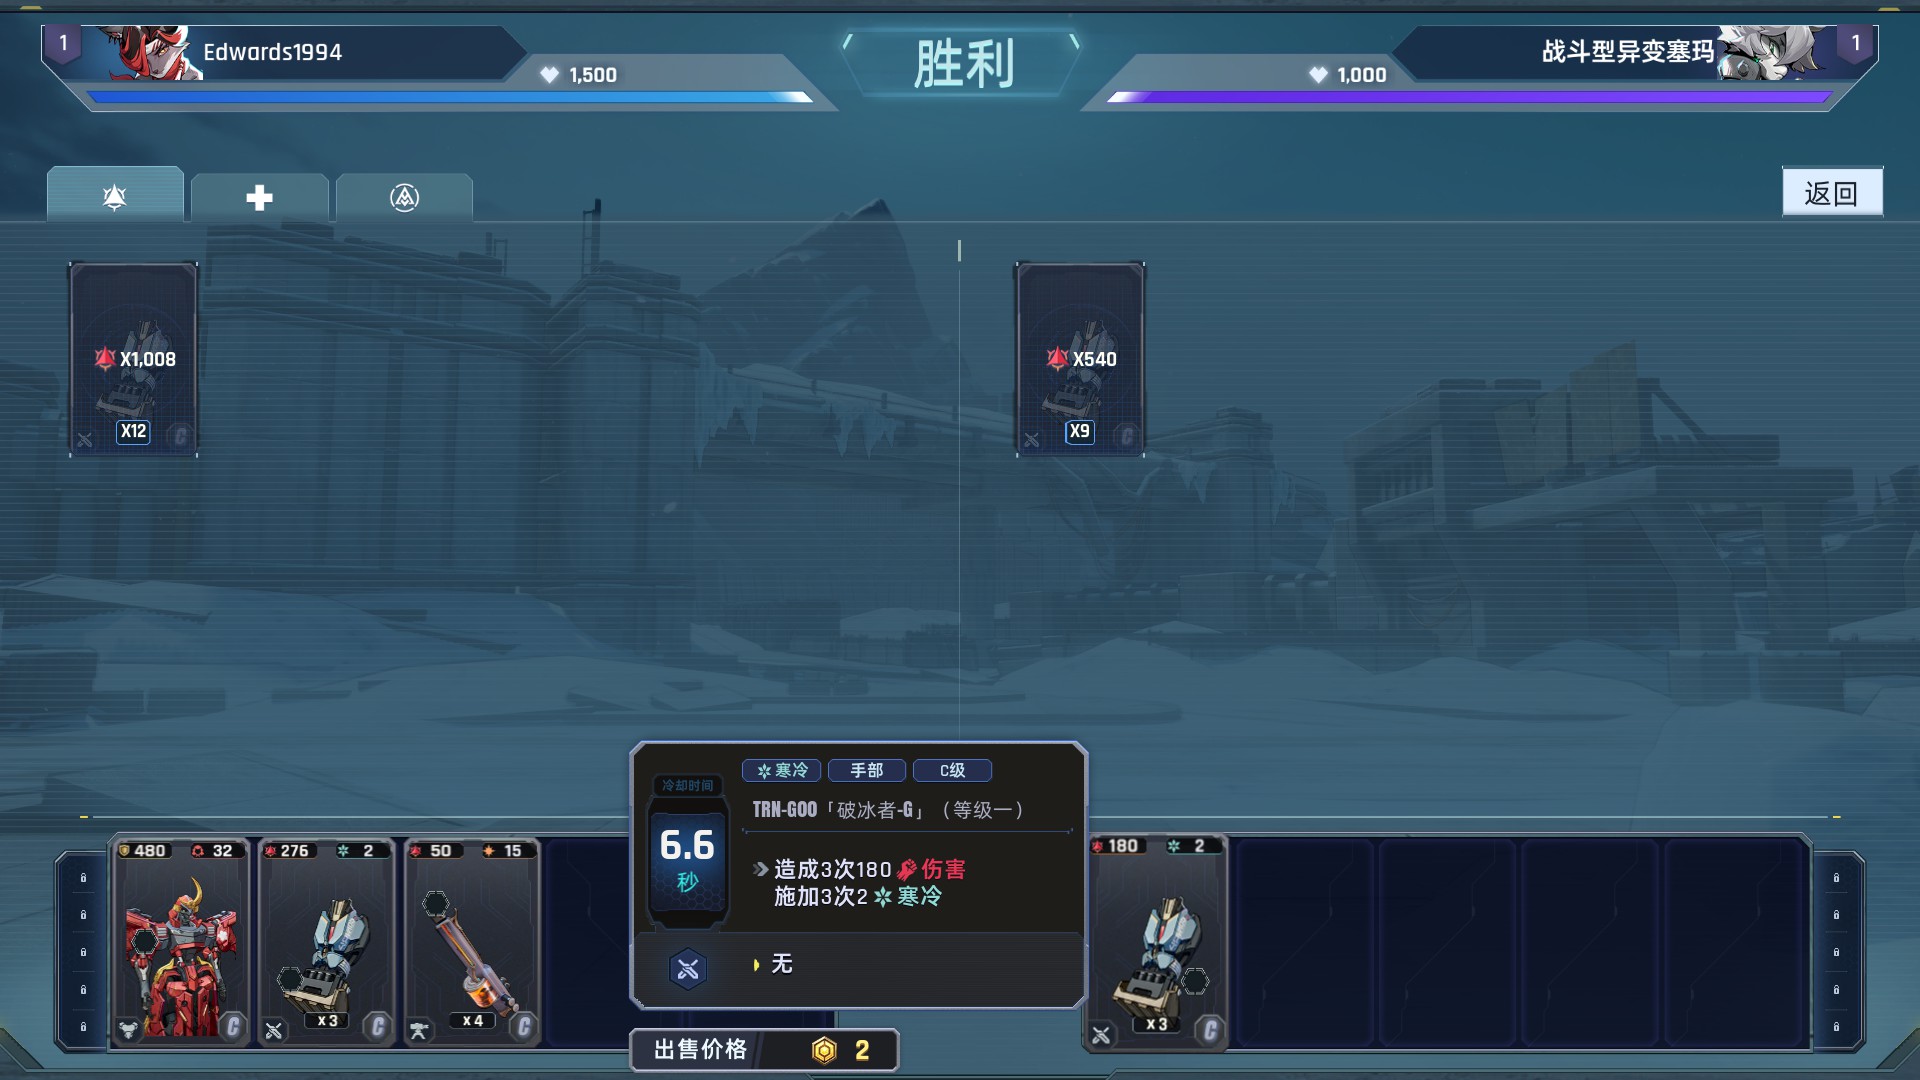 1
Edwards1994
1,500
胜利
1,000
战斗型异变塞玛
1
返回
X1,008
X12
C
X540
X9
C
冷却时间
6.6
秒
寒冷
手部
C级
TRN-G00「破冰者-G」（等级一）
造成3次180伤害
施加3次2寒冷
无
出售价格
2
480
32
C
276
2
x3
C
50
15
x4
C
180
2
x3
C